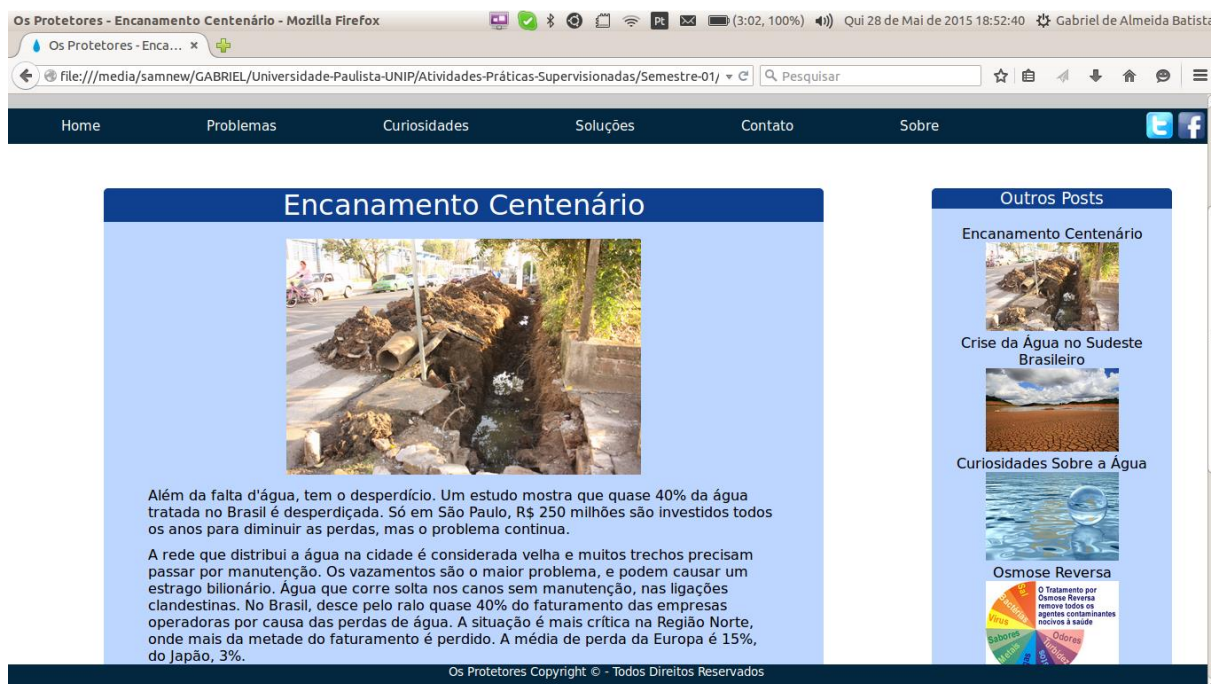 Os Protetores - Encanamento Centenário - Mozilla Firefox
Pt
(3:02, 100%)
Qui 28 de Mai de 2015 18:52:40
Gabriel de Almeida Batista
Os Protetores - Enca...
file:///media/samnew/GABRIEL/Universidade-Paulista-UNIP/Atividades-Práticas-Supervisionadas/Semestre-01/
Pesquisar
Home
Problemas
Curiosidades
Soluções
Contato
Sobre
Encanamento Centenário
Além da falta d'água, tem o desperdício. Um estudo mostra que quase 40% da água
tratada no Brasil é desperdiçada. Só em São Paulo, R$ 250 milhões são investidos todos
os anos para diminuir as perdas, mas o problema continua.
A rede que distribui a água na cidade é considerada velha e muitos trechos precisam
passar por manutenção. Os vazamentos são o maior problema, e podem causar um
estrago bilionário. Água que corre solta nos canos sem manutenção, nas ligações
clandestinas. No Brasil, desce pelo ralo quase 40% do faturamento das empresas
operadoras por causa das perdas de água. A situação é mais crítica na Região Norte,
onde mais da metade do faturamento é perdido. A média de perda da Europa é 15%,
do Japão, 3%.
Outros Posts
Encanamento Centenário
Crise da Água no Sudeste
Brasileiro
Curiosidades Sobre a Água
Osmose Reversa
O Tratamento por
Osmose Reversa
remove todos os
agentes contaminantes
nocivos à saúde
Sal
Bactérias
Vírus
Sabores
Metais
Odores
Turbidez
Os Protetores Copyright © - Todos Direitos Reservados